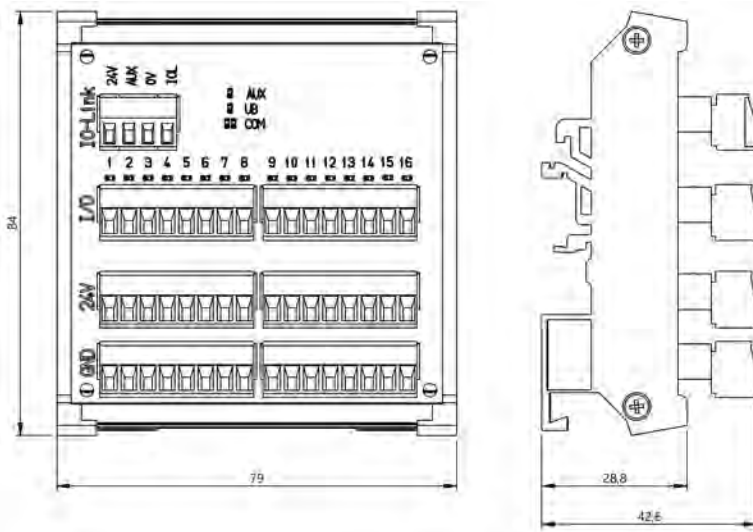 24V AUX 0V IOL
IO-Link
AUX
UB
COM
1 2 3 4 5 6 7 8 9 10 11 12 13 14 15 16
I/O
24V
GND
84
79
28,8
42,6